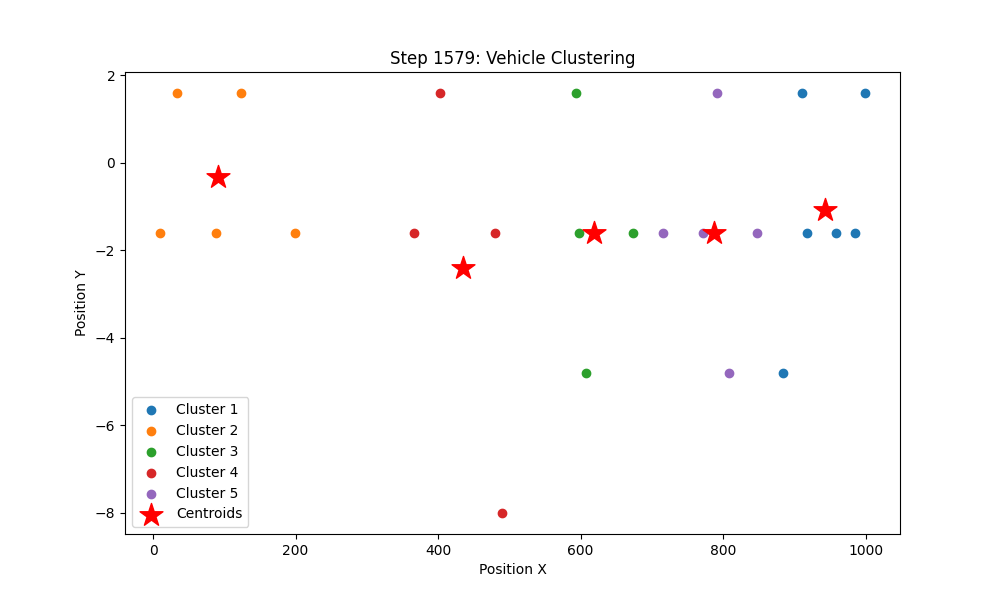 Step 1579: Vehicle Clustering
Position Y
2
0
−2
−4
−6
−8
Cluster 1
Cluster 2
Cluster 3
Cluster 4
Cluster 5
Centroids
0 200 400 600 800 1000
Position X